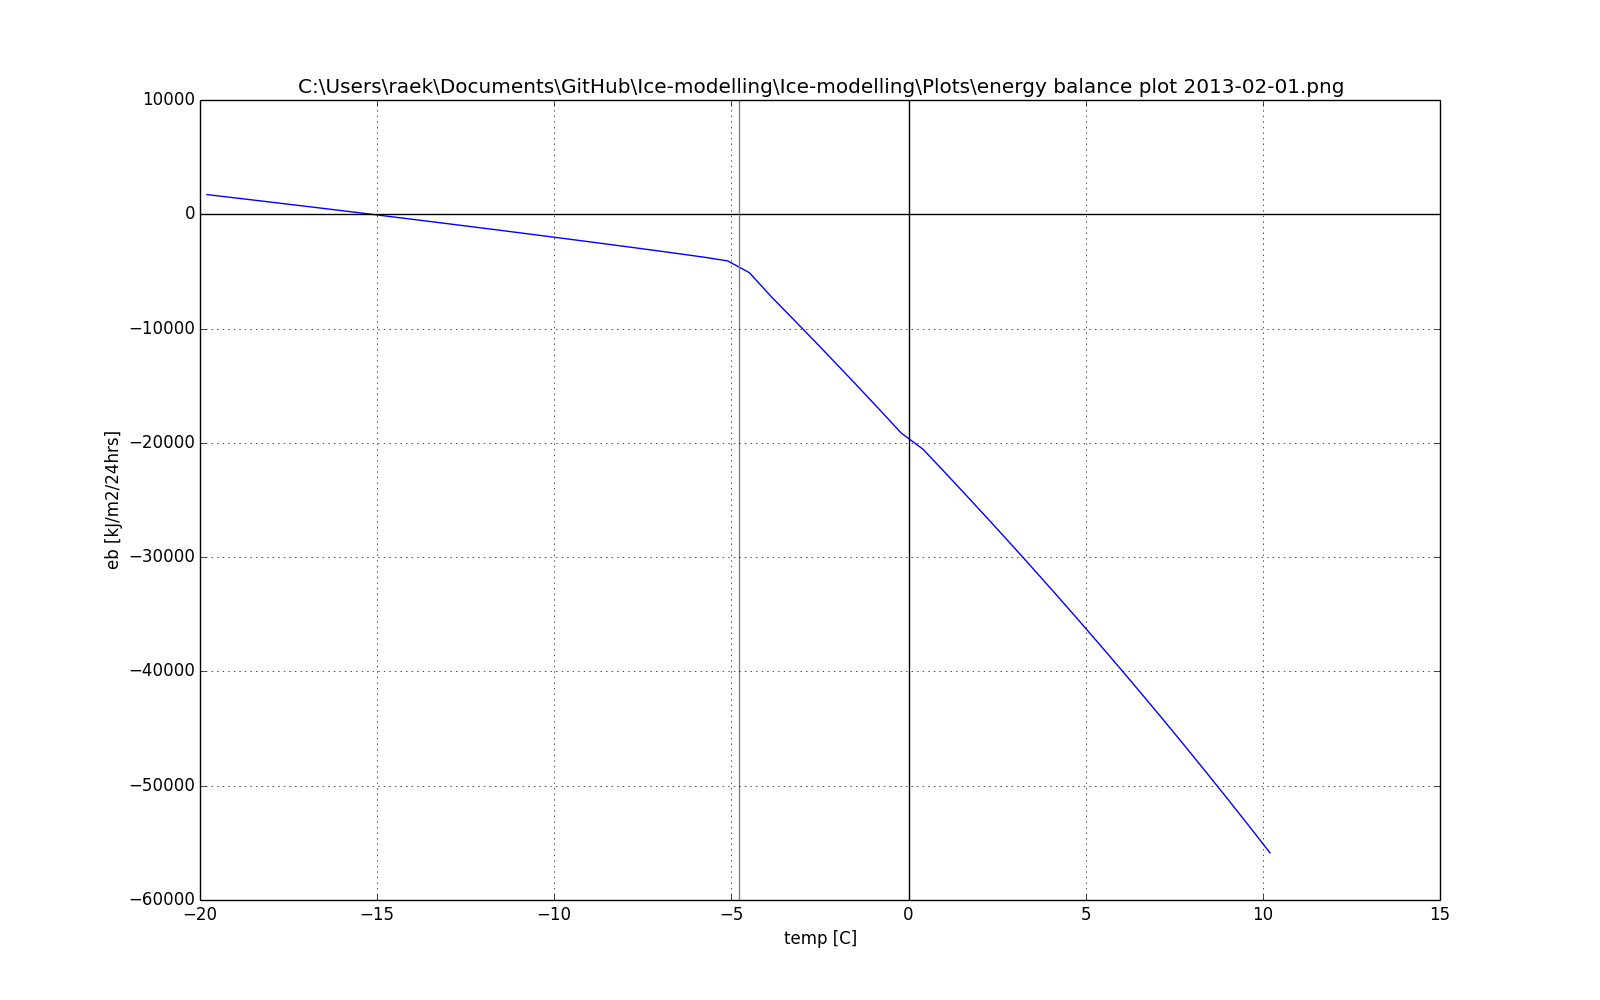 C:\Users\raek\Documents\GitHub\Ice-modelling\Ice-modelling\Plots\energy balance plot 2013-02-01.png
10000
0
−10000
−20000
−30000
−40000
−50000
−60000
eb [kJ/m2/24hrs]
−20 −15 −10 −5 0 5 10 15
temp [C]